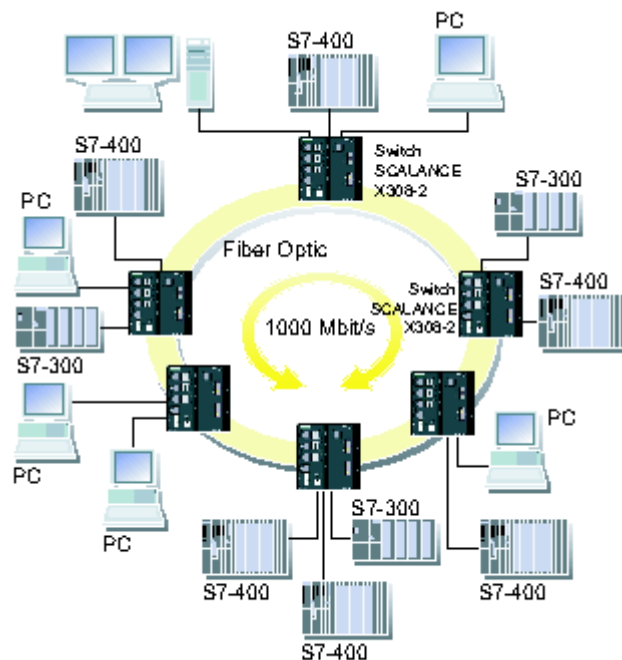 PC
S7-400
S7-400
Switch
SCALANCE
X308-2
S7-300
PC
Fiber Optic
S7-400
Switch
SCALANCE
X308-2
1000 Mbit/s
S7-300
PC
PC
PC
S7-300
S7-400
S7-400
S7-400